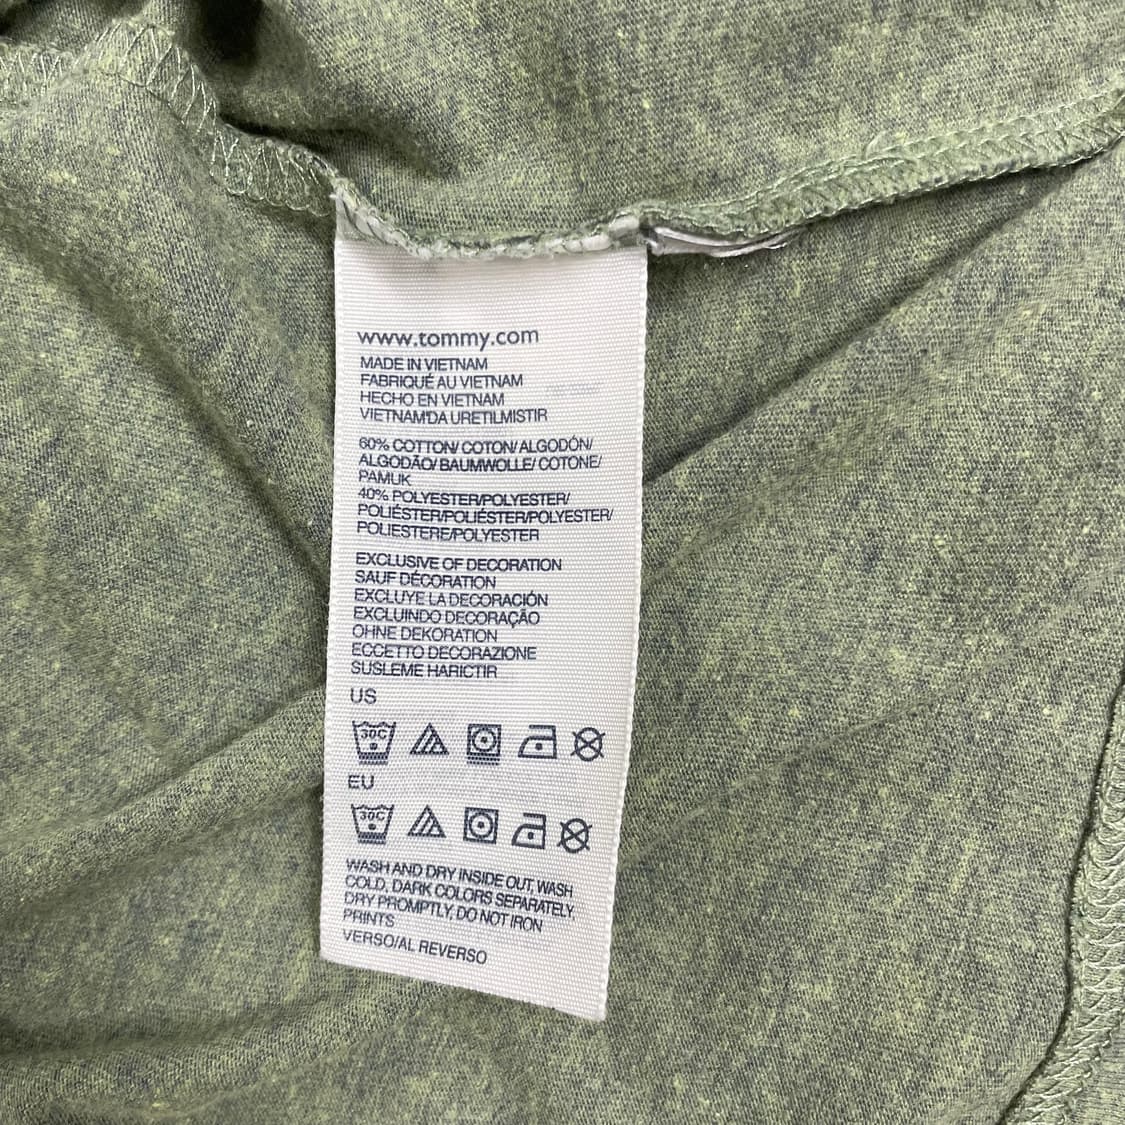 www.tommy.com
MADE IN VIETNAM
FABRIQUÉ AU VIETNAM
HECHO EN VIETNAM
VIETNAM'DA URETILMISTIR
60% COTTON/ COTON/ ALGODÓN/
ALGODÃO/ BAUMWOLLE/ COTONE/
PAMUK
40% POLYESTER/POLYESTER/
POLIÉSTER/POLIÉSTER/POLYESTER/
POLIESTERE/POLYESTER
EXCLUSIVE OF DECORATION
SAUF DÉCORATION
EXCLUYE LA DECORACIÓN
EXCLUINDO DECORAÇÃO
OHNE DEKORATION
ECCETTO DECORAZIONE
SUSLEME HARICTIR
US
30C
EU
30C
WASH AND DRY INSIDE OUT, WASH
COLD, DARK COLORS SEPARATELY,
DRY PROMPTLY, DO NOT IRON
PRINTS
VERSO/AL REVERSO